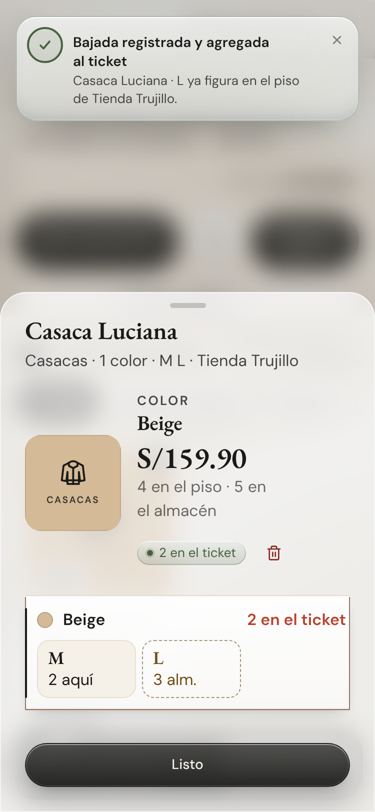 Bajada registrada y agregada
al ticket
Casaca Luciana · L ya figura en el piso
de Tienda Trujillo.
Casaca Luciana
Casacas · 1 color · M L · Tienda Trujillo
COLOR
Beige
S/159.90
4 en el piso · 5 en
el almacén
CASACAS
2 en el ticket
Beige
2 en el ticket
M
2 aquí
L
3 alm.
Listo